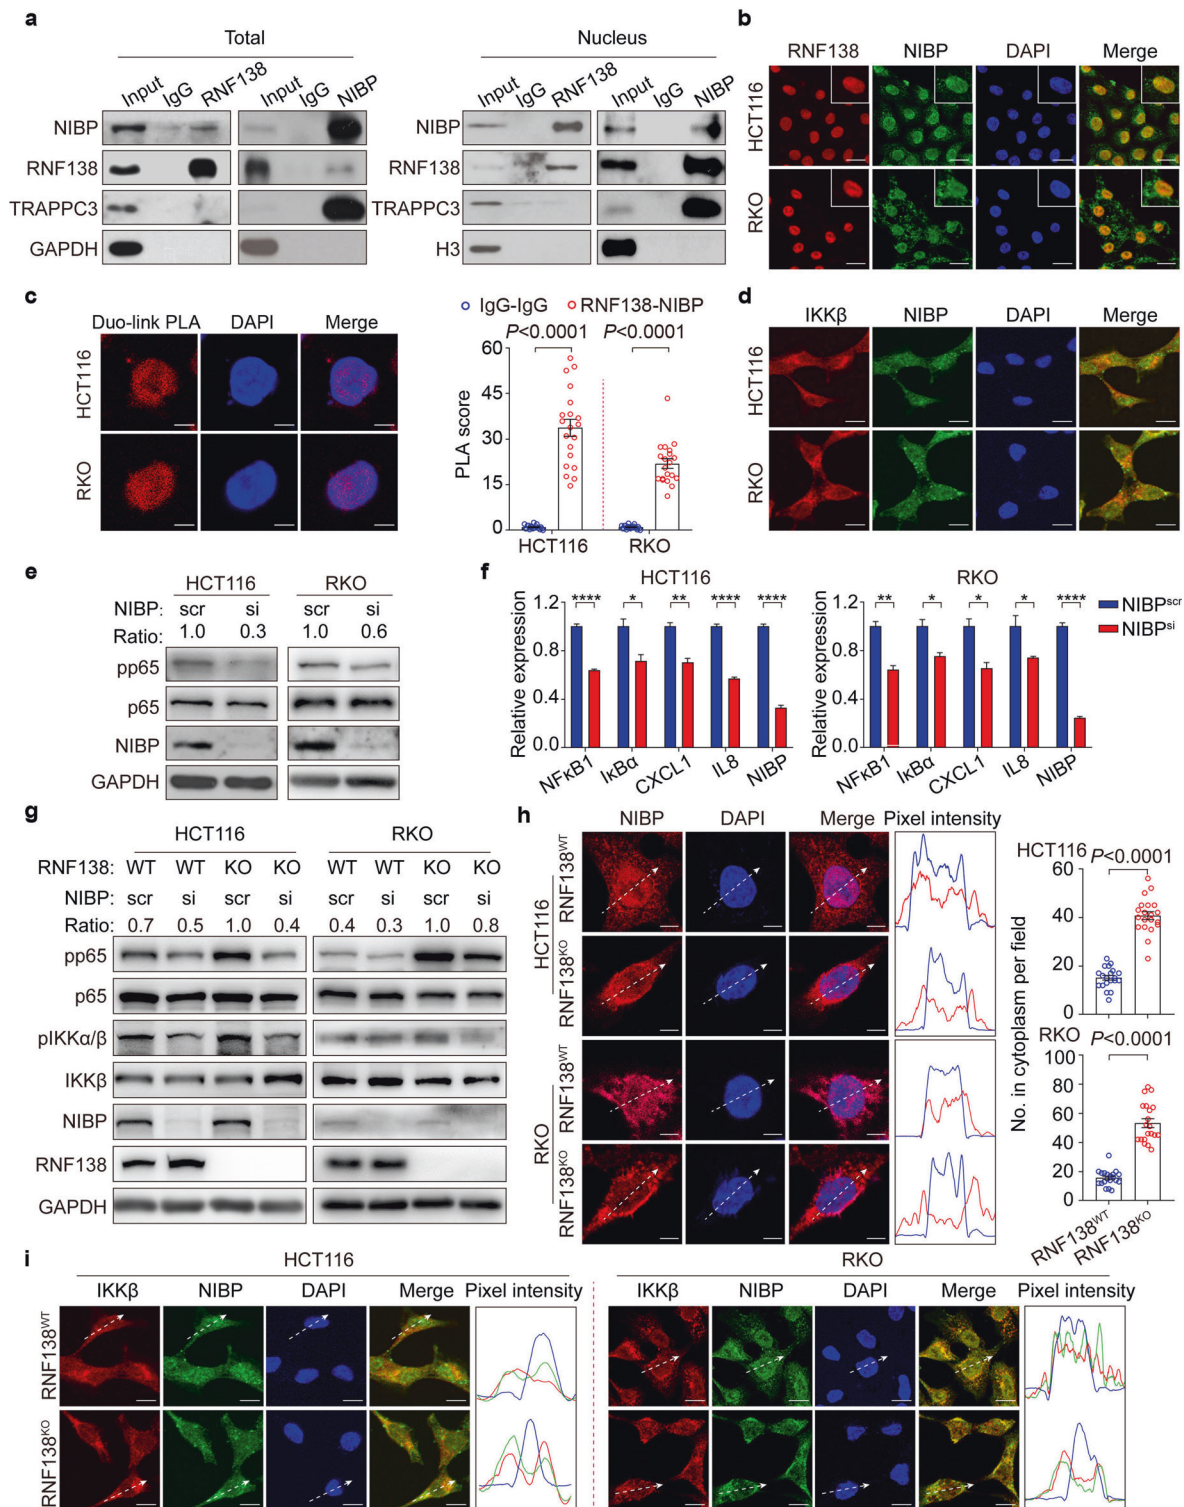 a
Total
Nucleus
Input IgG RNF138 Input IgG NIBP
Input IgG RNF138 Input IgG NIBP
NIBP
RNF138
TRAPPC3
GAPDH
NIBP
RNF138
TRAPPC3
H3
b
RNF138 NIBP DAPI Merge
HCT116
RKO
c
Duo-link PLA DAPI Merge
HCT116
RKO
IgG-IgG RNF138-NIBP
P<0.0001 P<0.0001
PLA score
60
45
30
15
0
HCT116 RKO
d
IKKβ NIBP DAPI Merge
HCT116
RKO
e
HCT116 RKO
NIBP: scr si scr si
Ratio: 1.0 0.3 1.0 0.6
pp65
p65
NIBP
GAPDH
f
HCT116
Relative expression
1.2
0.8
0.4
0.0
**** * ** **** ****
NFκB1 IκBα CXCL1 IL8 NIBP
RKO
Relative expression
1.2
0.8
0.4
0.0
** * * * ****
NFκB1 IκBα CXCL1 IL8 NIBP
NIBPscr
NIBPsi
g
HCT116 RKO
RNF138: WT WT KO KO WT WT KO KO
NIBP: scr si scr si scr si scr si
Ratio: 0.7 0.5 1.0 0.4 0.4 0.3 1.0 0.8
pp65
p65
pIKKα/β
IKKβ
NIBP
RNF138
GAPDH
h
NIBP DAPI Merge Pixel intensity
HCT116
RNF138WT
RNF138KO
RKO
RNF138WT
RNF138KO
No. in cytoplasm per field
HCT116
P<0.0001
60
40
20
0
RKO
P<0.0001
100
80
60
40
20
0
RNF138WT RNF138KO
i
HCT116
IKKβ NIBP DAPI Merge Pixel intensity
RNF138WT
RNF138KO
RKO
IKKβ NIBP DAPI Merge Pixel intensity